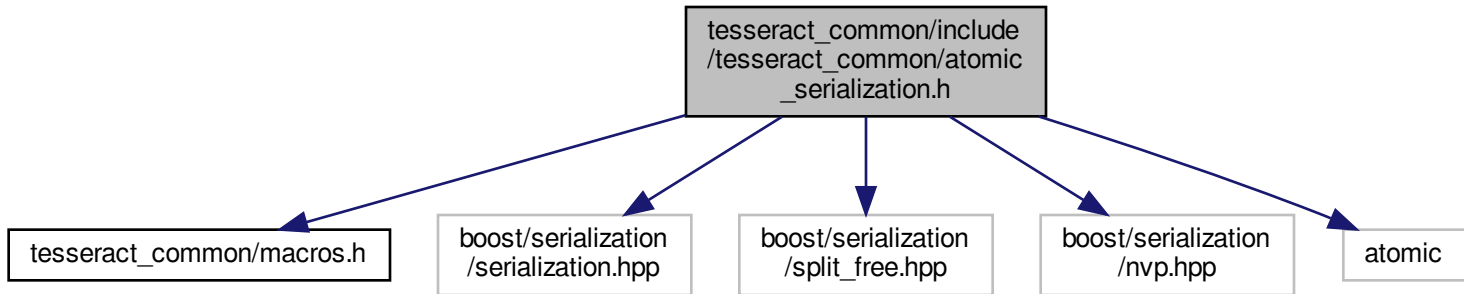 tesseract_common/include
/tesseract_common/atomic
_serialization.h
tesseract_common/macros.h
boost/serialization
/serialization.hpp
boost/serialization
/split_free.hpp
boost/serialization
/nvp.hpp
atomic